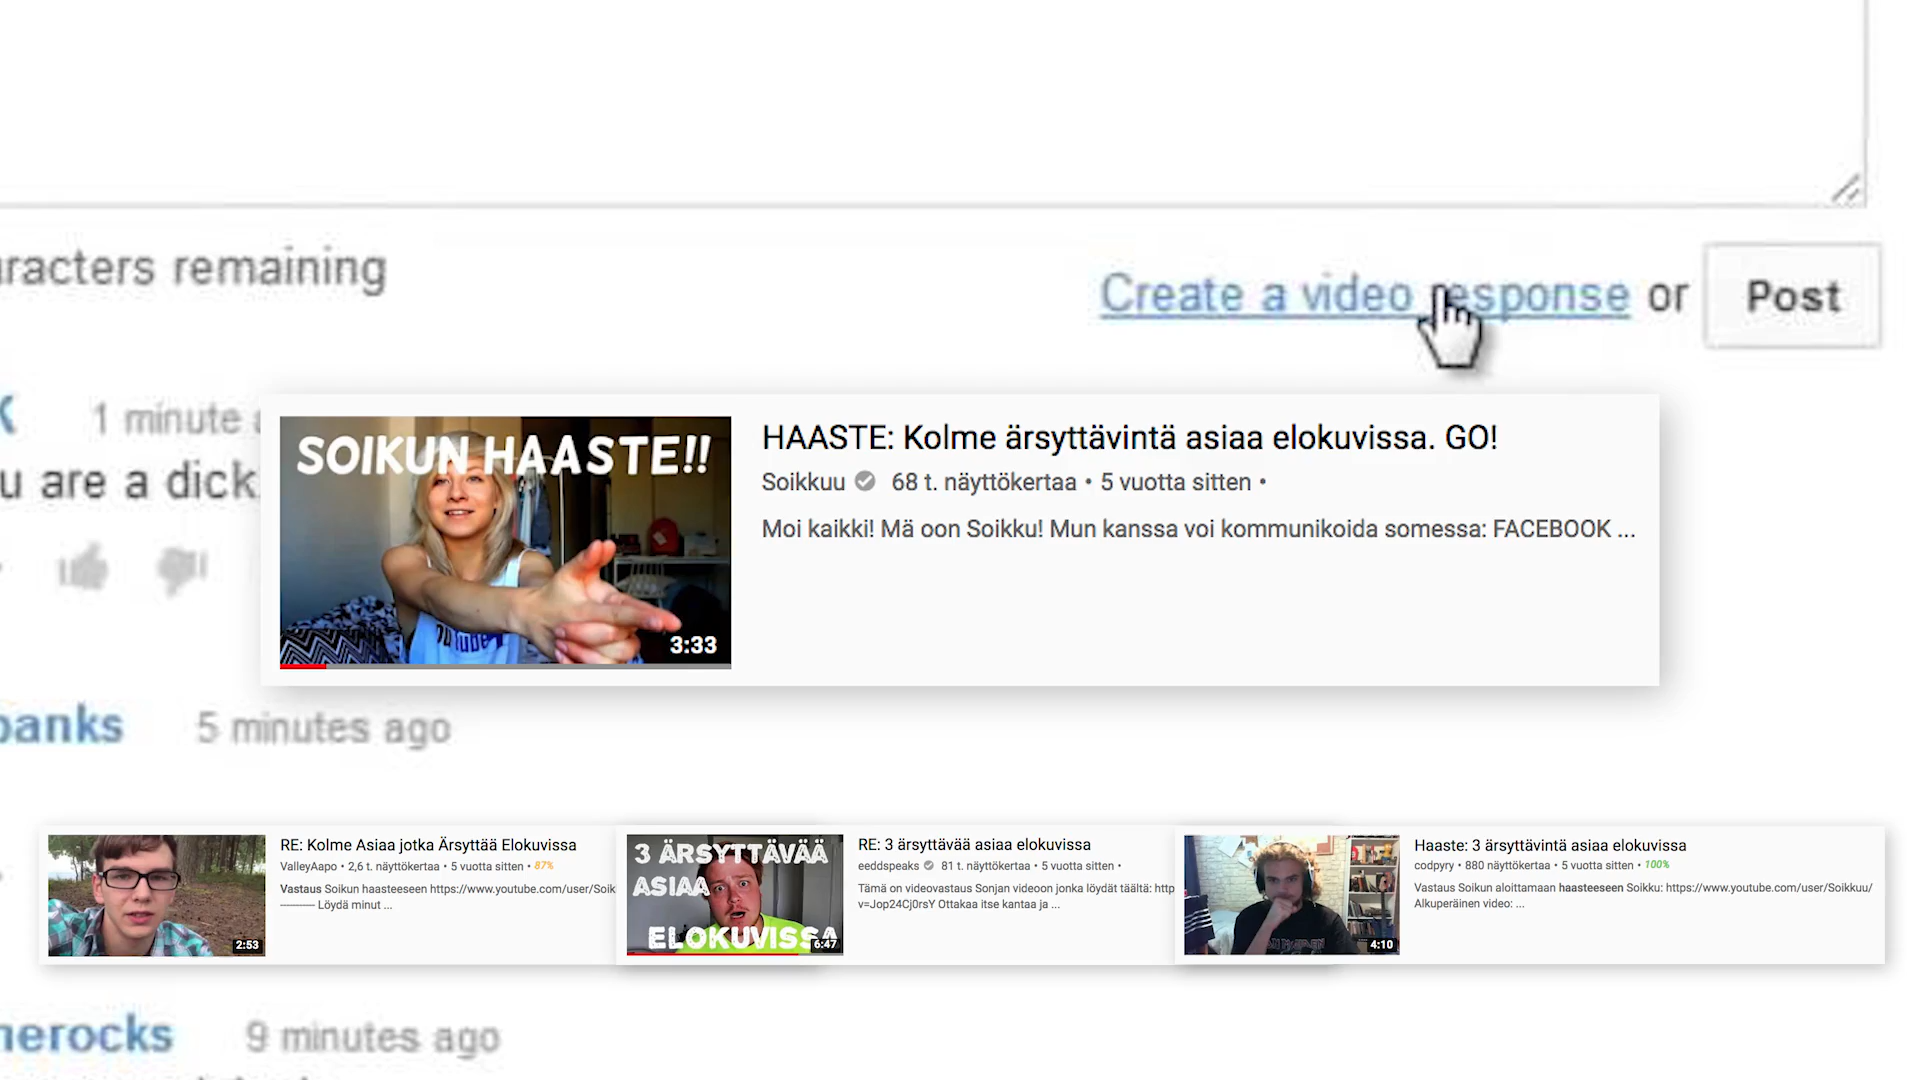 characters remaining
Create a video response or Post
1 minute
are a dick
SOIKUN HAASTE!!
3:33
HAASTE: Kolme ärsyttävintä asiaa elokuvissa. GO!
Soikkuu 68 t. näyttökertaa • 5 vuotta sitten •
Moi kaikki! Mä oon Soikku! Mun kanssa voi kommunikoida somessa: FACEBOOK ...
5 minutes ago
2:53
RE: Kolme Asiaa jotka Ärsyttää Elokuvissa
ValleyAapo • 2,6 t. näyttökertaa • 5 vuotta sitten • 87%
Vastaus Soikun haasteeseen https://www.youtube.com/user/Soik
---------- Löydä minut ...
3 ÄRSYTTÄVÄÄ
ASIAA
ELOKUVISSA
6:47
RE: 3 ärsyttävää asiaa elokuvissa
eeddspeaks 81 t. näyttökertaa • 5 vuotta sitten •
Tämä on videovastaus Sonjan videoon jonka löydät täältä: http
v=Jop24Cj0rsY Ottakaa itse kantaa ja ...
4:10
Haaste: 3 ärsyttävintä asiaa elokuvissa
codpyry • 880 näyttökertaa • 5 vuotta sitten • 100%
Vastaus Soikun aloittamaan haasteeseen Soikku: https://www.youtube.com/user/Soikkuu/
Alkuperäinen video: ...
9 minutes ago